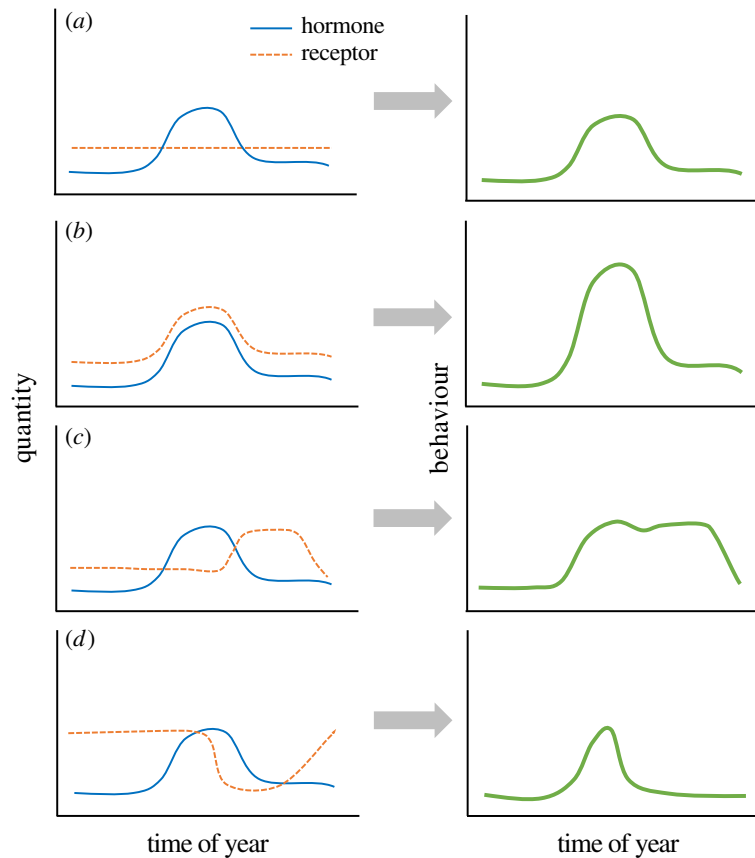 (a)
hormone
receptor
(b)
quantity
behaviour
(c)
(d)
time of year
time of year